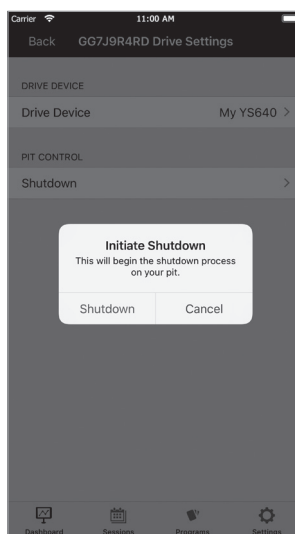 Carrier 11:00 AM
Back GG7J9R4RD Drive Settings
DRIVE DEVICE
Drive Device My YS640 >
PIT CONTROL
Shutdown >
Initiate Shutdown
This will begin the shutdown process
on your pit.
Shutdown Cancel
Dashboard Sessions Programs Settings